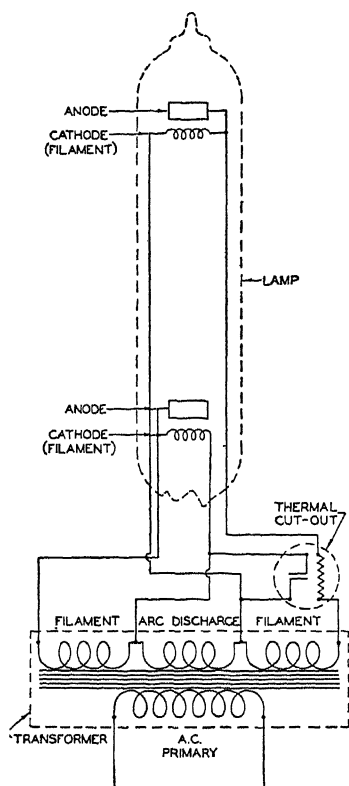 ANODE
CATHODE
(FILAMENT)
LAMP
ANODE
CATHODE
(FILAMENT)
THERMAL
CUT-OUT
FILAMENT ARC DISCHARGE FILAMENT
TRANSFORMER
A.C.
PRIMARY